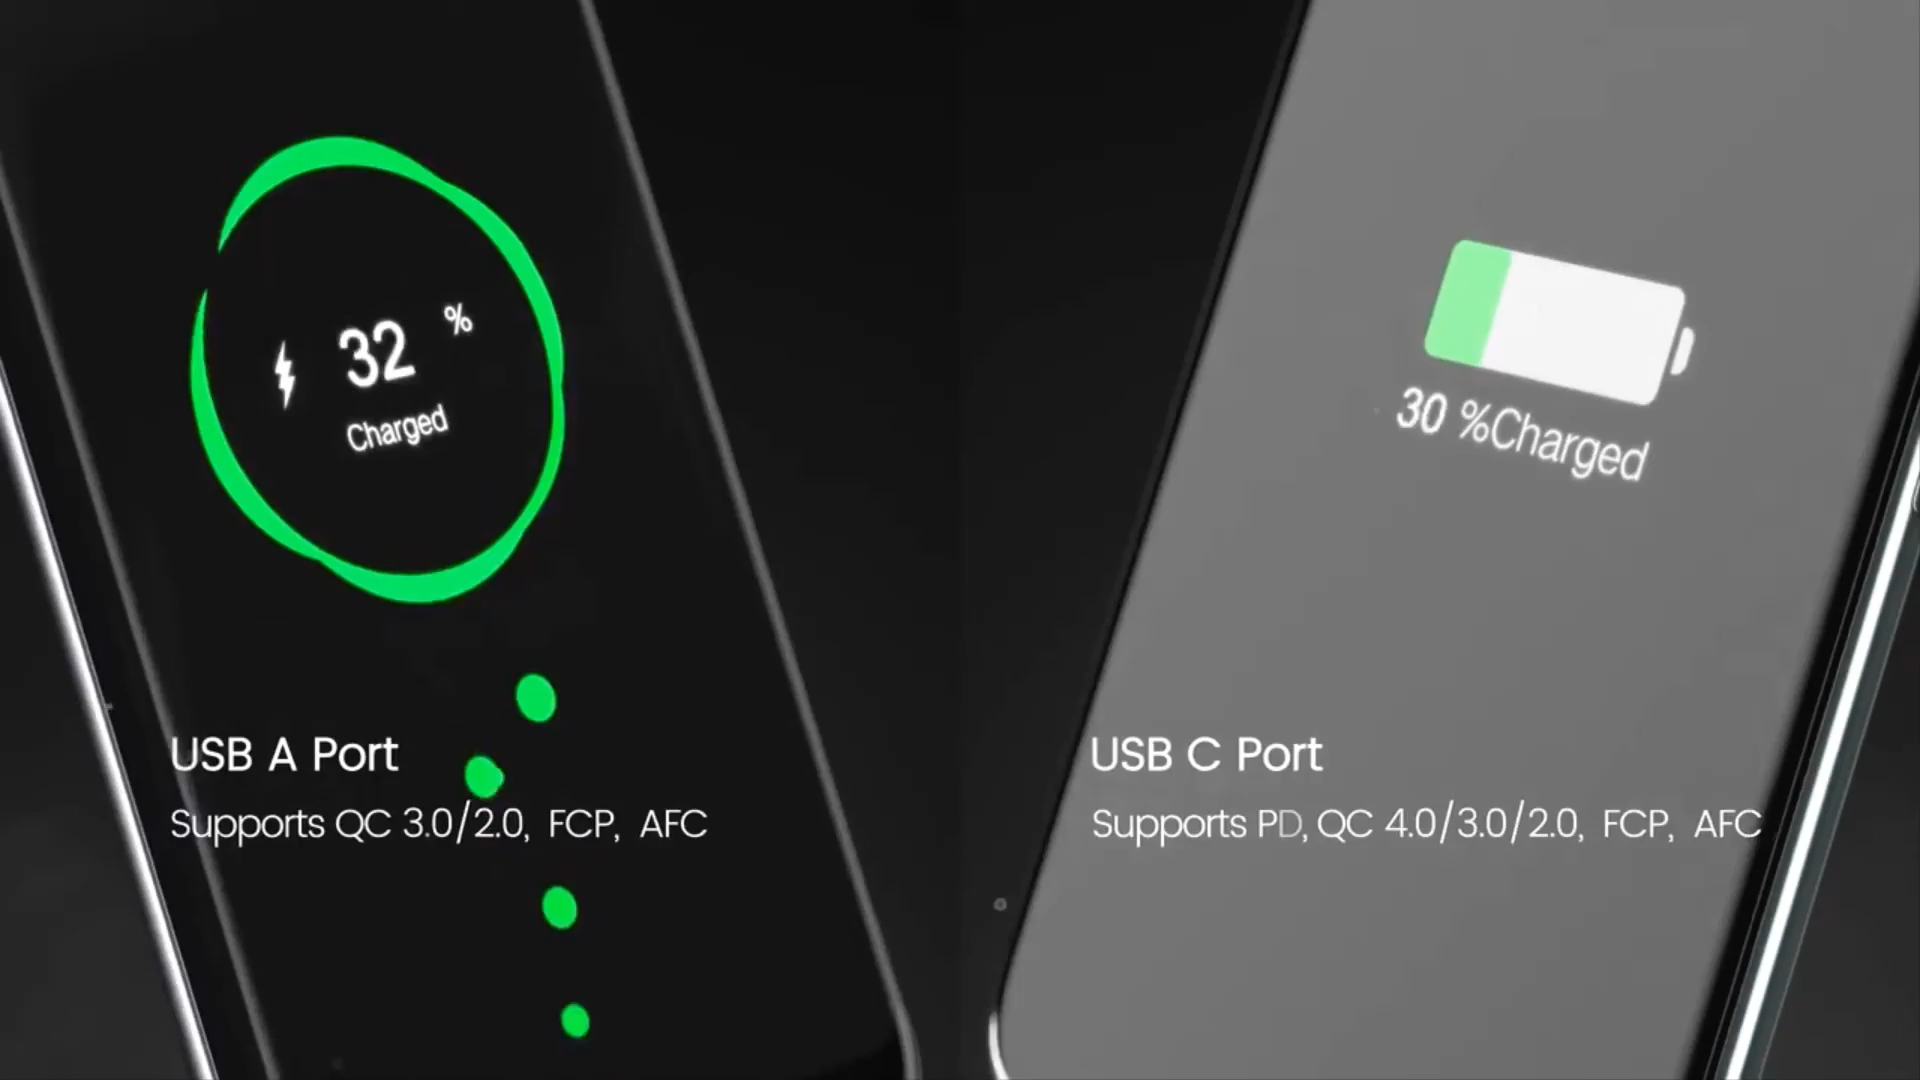 32 %
Charged
USB A Port
Supports QC 3.0/2.0, FCP, AFC
30 %Charged
USB C Port
Supports PD, QC 4.0/3.0/2.0, FCP, AFC